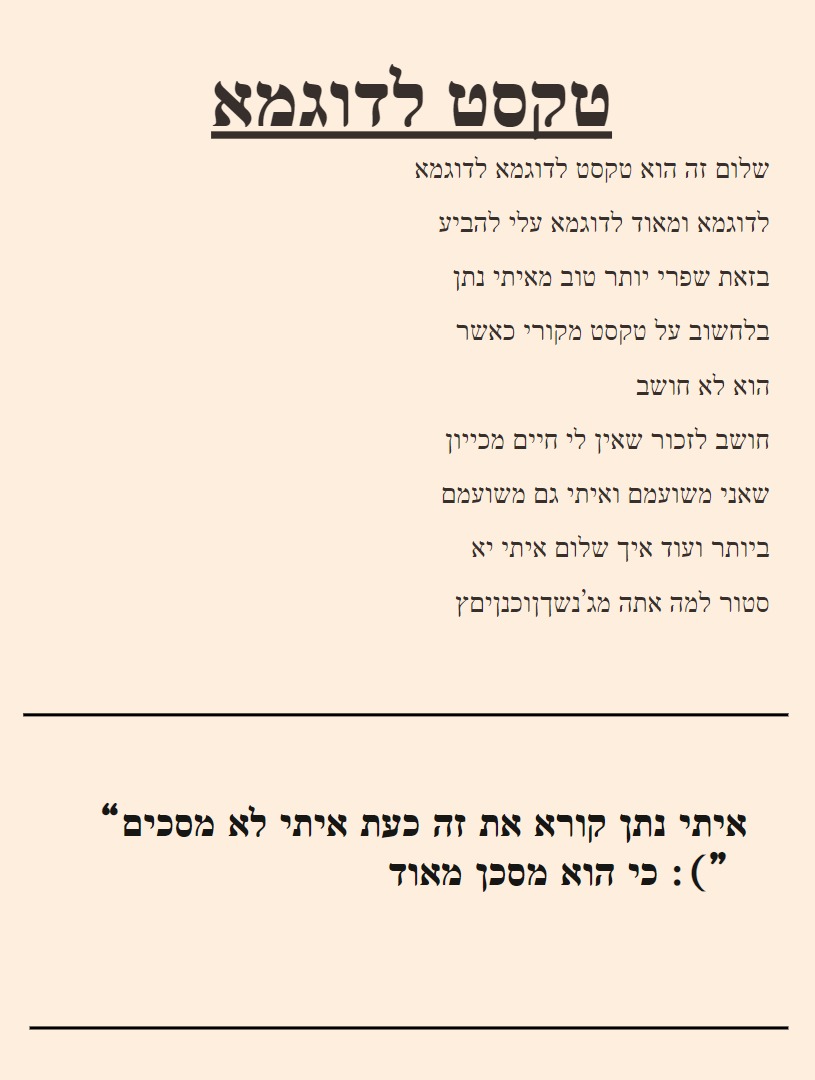 טקסט לדוגמא
שלום זה הוא טקסט לדוגמא לדוגמא
לדוגמא ומאוד לדוגמא עלי להביע
בזאת שפרי יותר טוב מאיתי נתן
בלחשוב על טקסט מקורי כאשר
הוא לא חושב
חושב לזכור שאין לי חיים מכייון
שאני משועמם ואיתי גם משועמם
ביותר ועוד איך שלום איתי יא
סטור למה אתה מג'נשךןוכנןיםץ
איתי נתן קורא את זה כעת איתי לא מסכים“
”): כי הוא מסכן מאוד